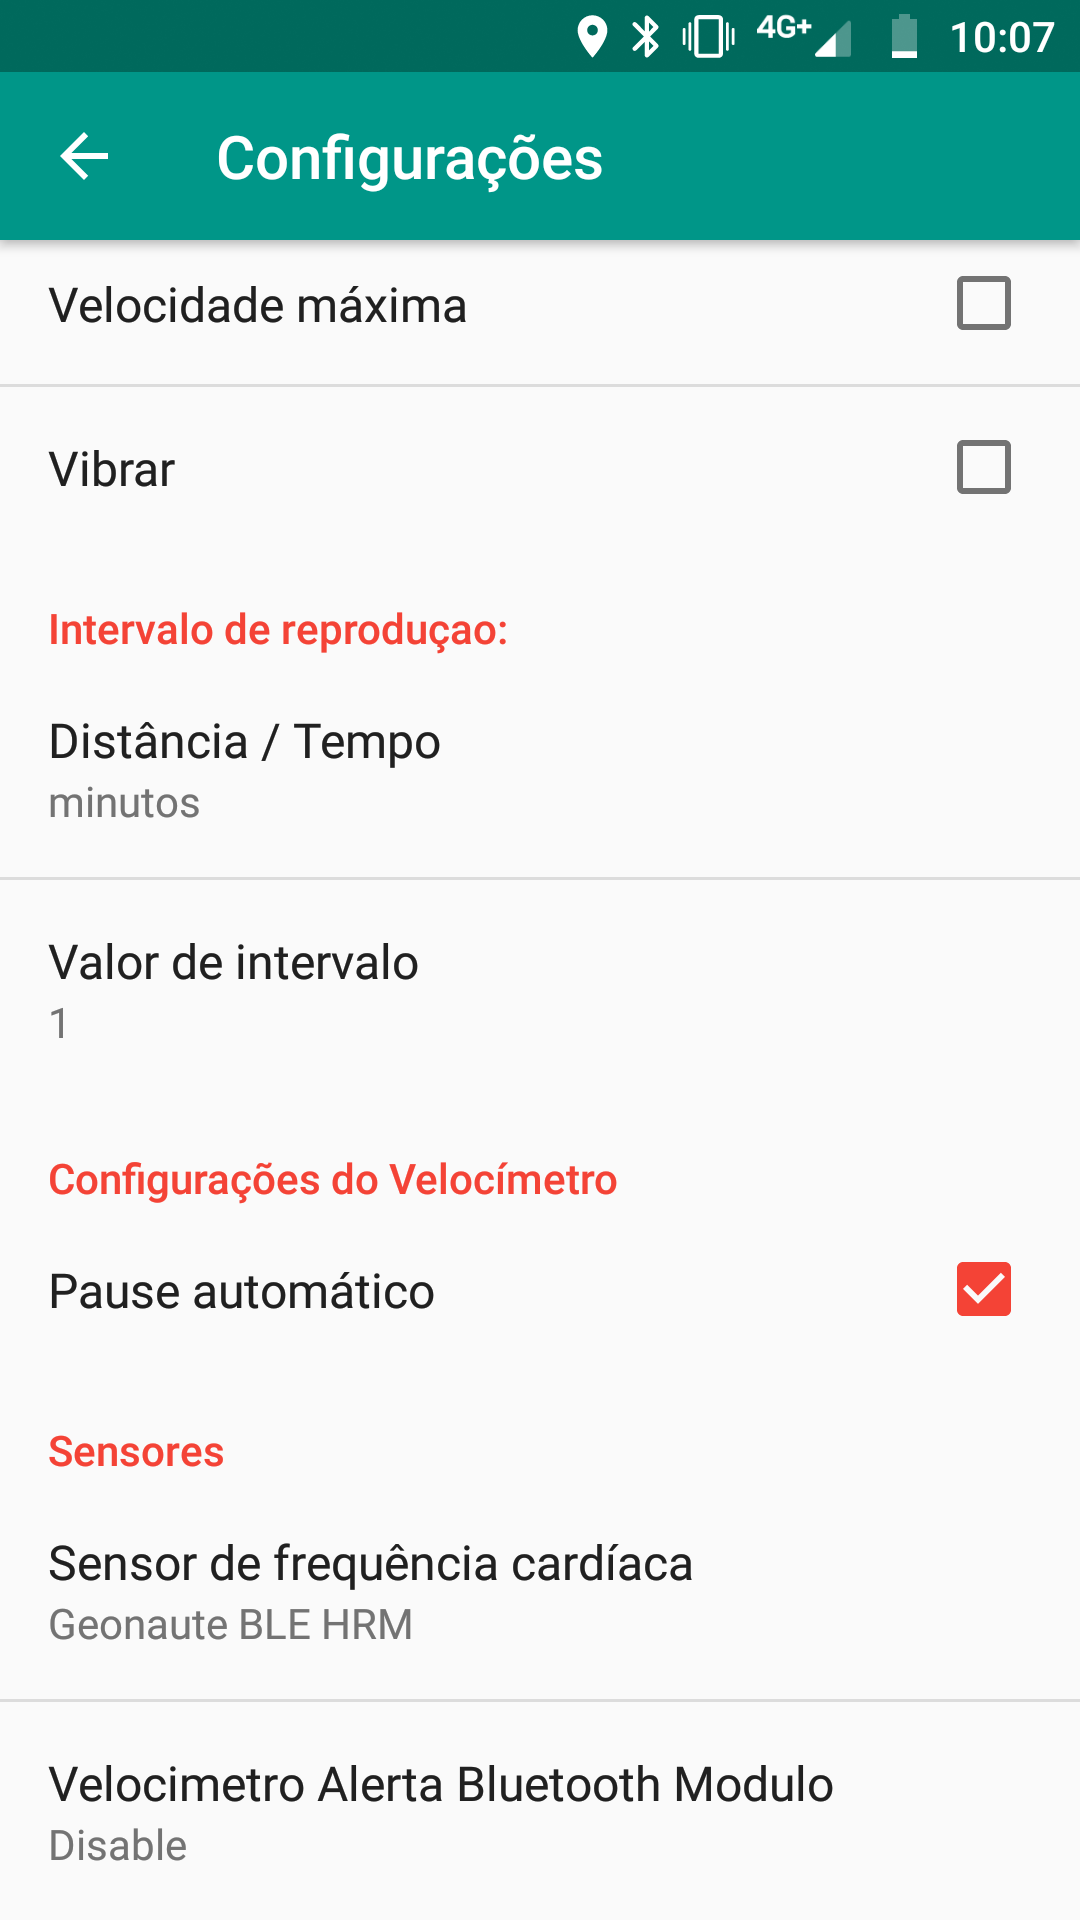 4G+ 10:07
Configurações
Velocidade máxima
Vibrar
Intervalo de reproduçao:
Distância / Tempo
minutos
Valor de intervalo
1
Configurações do Velocímetro
Pause automático
Sensores
Sensor de frequência cardíaca
Geonaute BLE HRM
Velocimetro Alerta Bluetooth Modulo
Disable